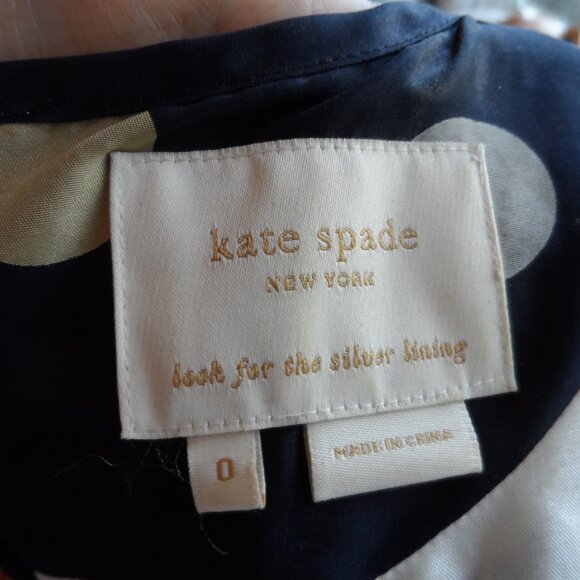 kate spade
NEW YORK
look for the silver lining
0
MADE IN CHINA